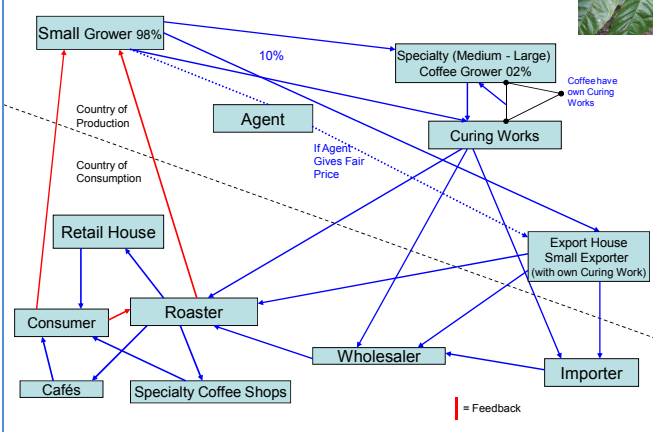 Small Grower 98%
10%
Specialty (Medium - Large)
Coffee Grower 02%
Coffee have
own Curing
Works
Country of
Production
Agent
Curing Works
If Agent
Gives Fair
Price
Country of
Consumption
Retail House
Export House
Small Exporter
(with own Curing Work)
Roaster
Consumer
Wholesaler
Importer
Cafés
Specialty Coffee Shops
= Feedback